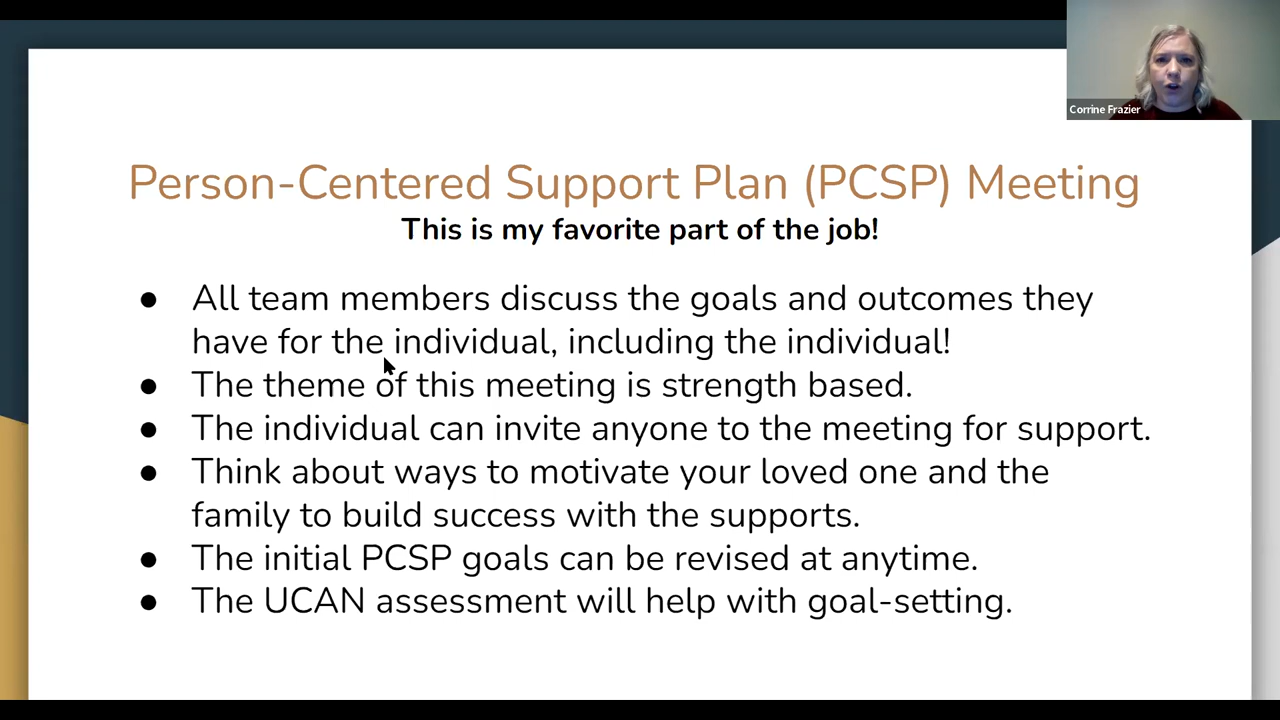 Corrine Frazier
Person-Centered Support Plan (PCSP) Meeting
This is my favorite part of the job!
● All team members discuss the goals and outcomes they
have for the individual, including the individual!
● The theme of this meeting is strength based.
● The individual can invite anyone to the meeting for support.
● Think about ways to motivate your loved one and the
family to build success with the supports.
● The initial PCSP goals can be revised at anytime.
● The UCAN assessment will help with goal-setting.